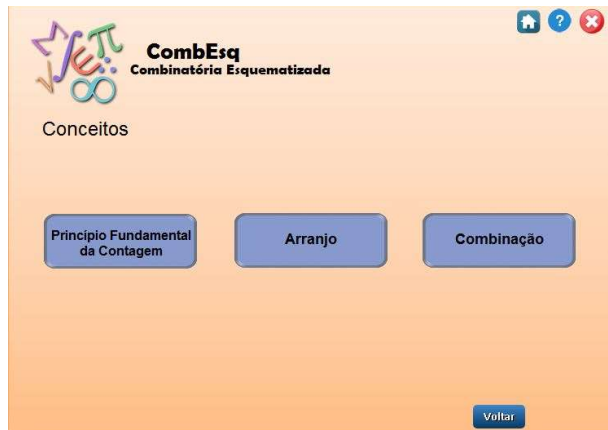 CombEsq
Combinatória Esquematizada
Conceitos
Princípio Fundamental
da Contagem
Arranjo
Combinação
Voltar